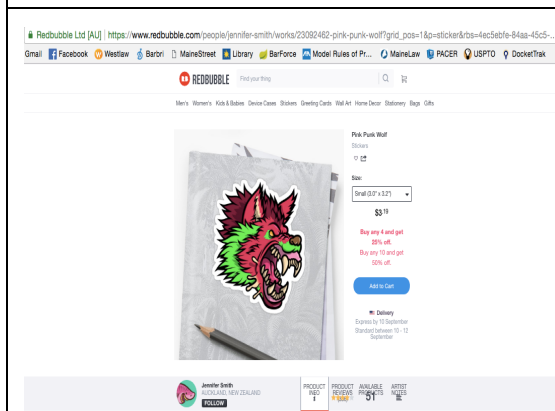 Redbubble Ltd [AU] | https://www.redbubble.com/people/jennifer-smith/works/23092462-pink-punk-wolf?grid_pos=1&p=sticker&rbs=4ec5ebfe-84aa-45c5-...
Gmail Facebook Westlaw Barbri MaineStreet Library BarForce Model Rules of Pr... MaineLaw PACER USPTO DocketTrak
REDBUBBLE Find your thing
Men's Women's Kids & Babies Device Cases Stickers Greeting Cards Wall Art Home Decor Stationery Bags Gifts
Pink Punk Wolf
Stickers
Size:
Small (3.0" x 3.2")
$3.19
Buy any 4 and get
25% off.
Buy any 10 and get
50% off.
Add to Cart
Delivery
Express by 10 September
Standard between 10 - 12
September
Jennifer Smith
AUCKLAND, NEW ZEALAND
FOLLOW
PRODUCT INFO
PRODUCT REVIEWS
AVAILABLE PRODUCTS
51
ARTIST NOTES